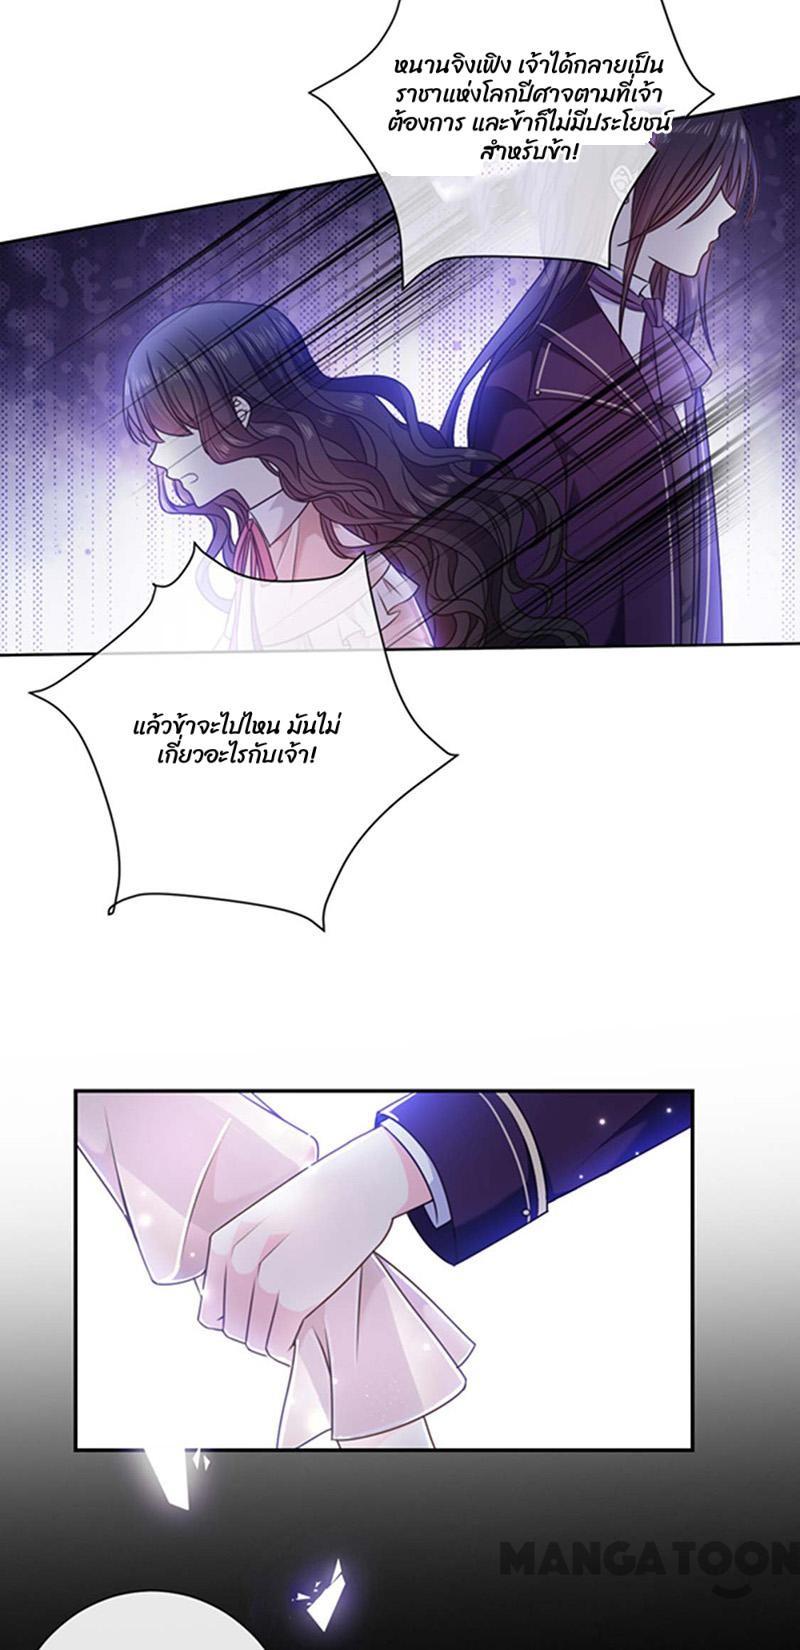 หนานจิงเฟิง เจ้าได้กลายเป็น
ราชาแห่งโลกปีศาจตามที่เจ้า
ต้องการ และข้าก็ไม่มีประโยชน์
สำหรับข้า!
แล้วข้าจะไปไหน มันไม่
เกี่ยวอะไรกับเจ้า!
MANGATOON